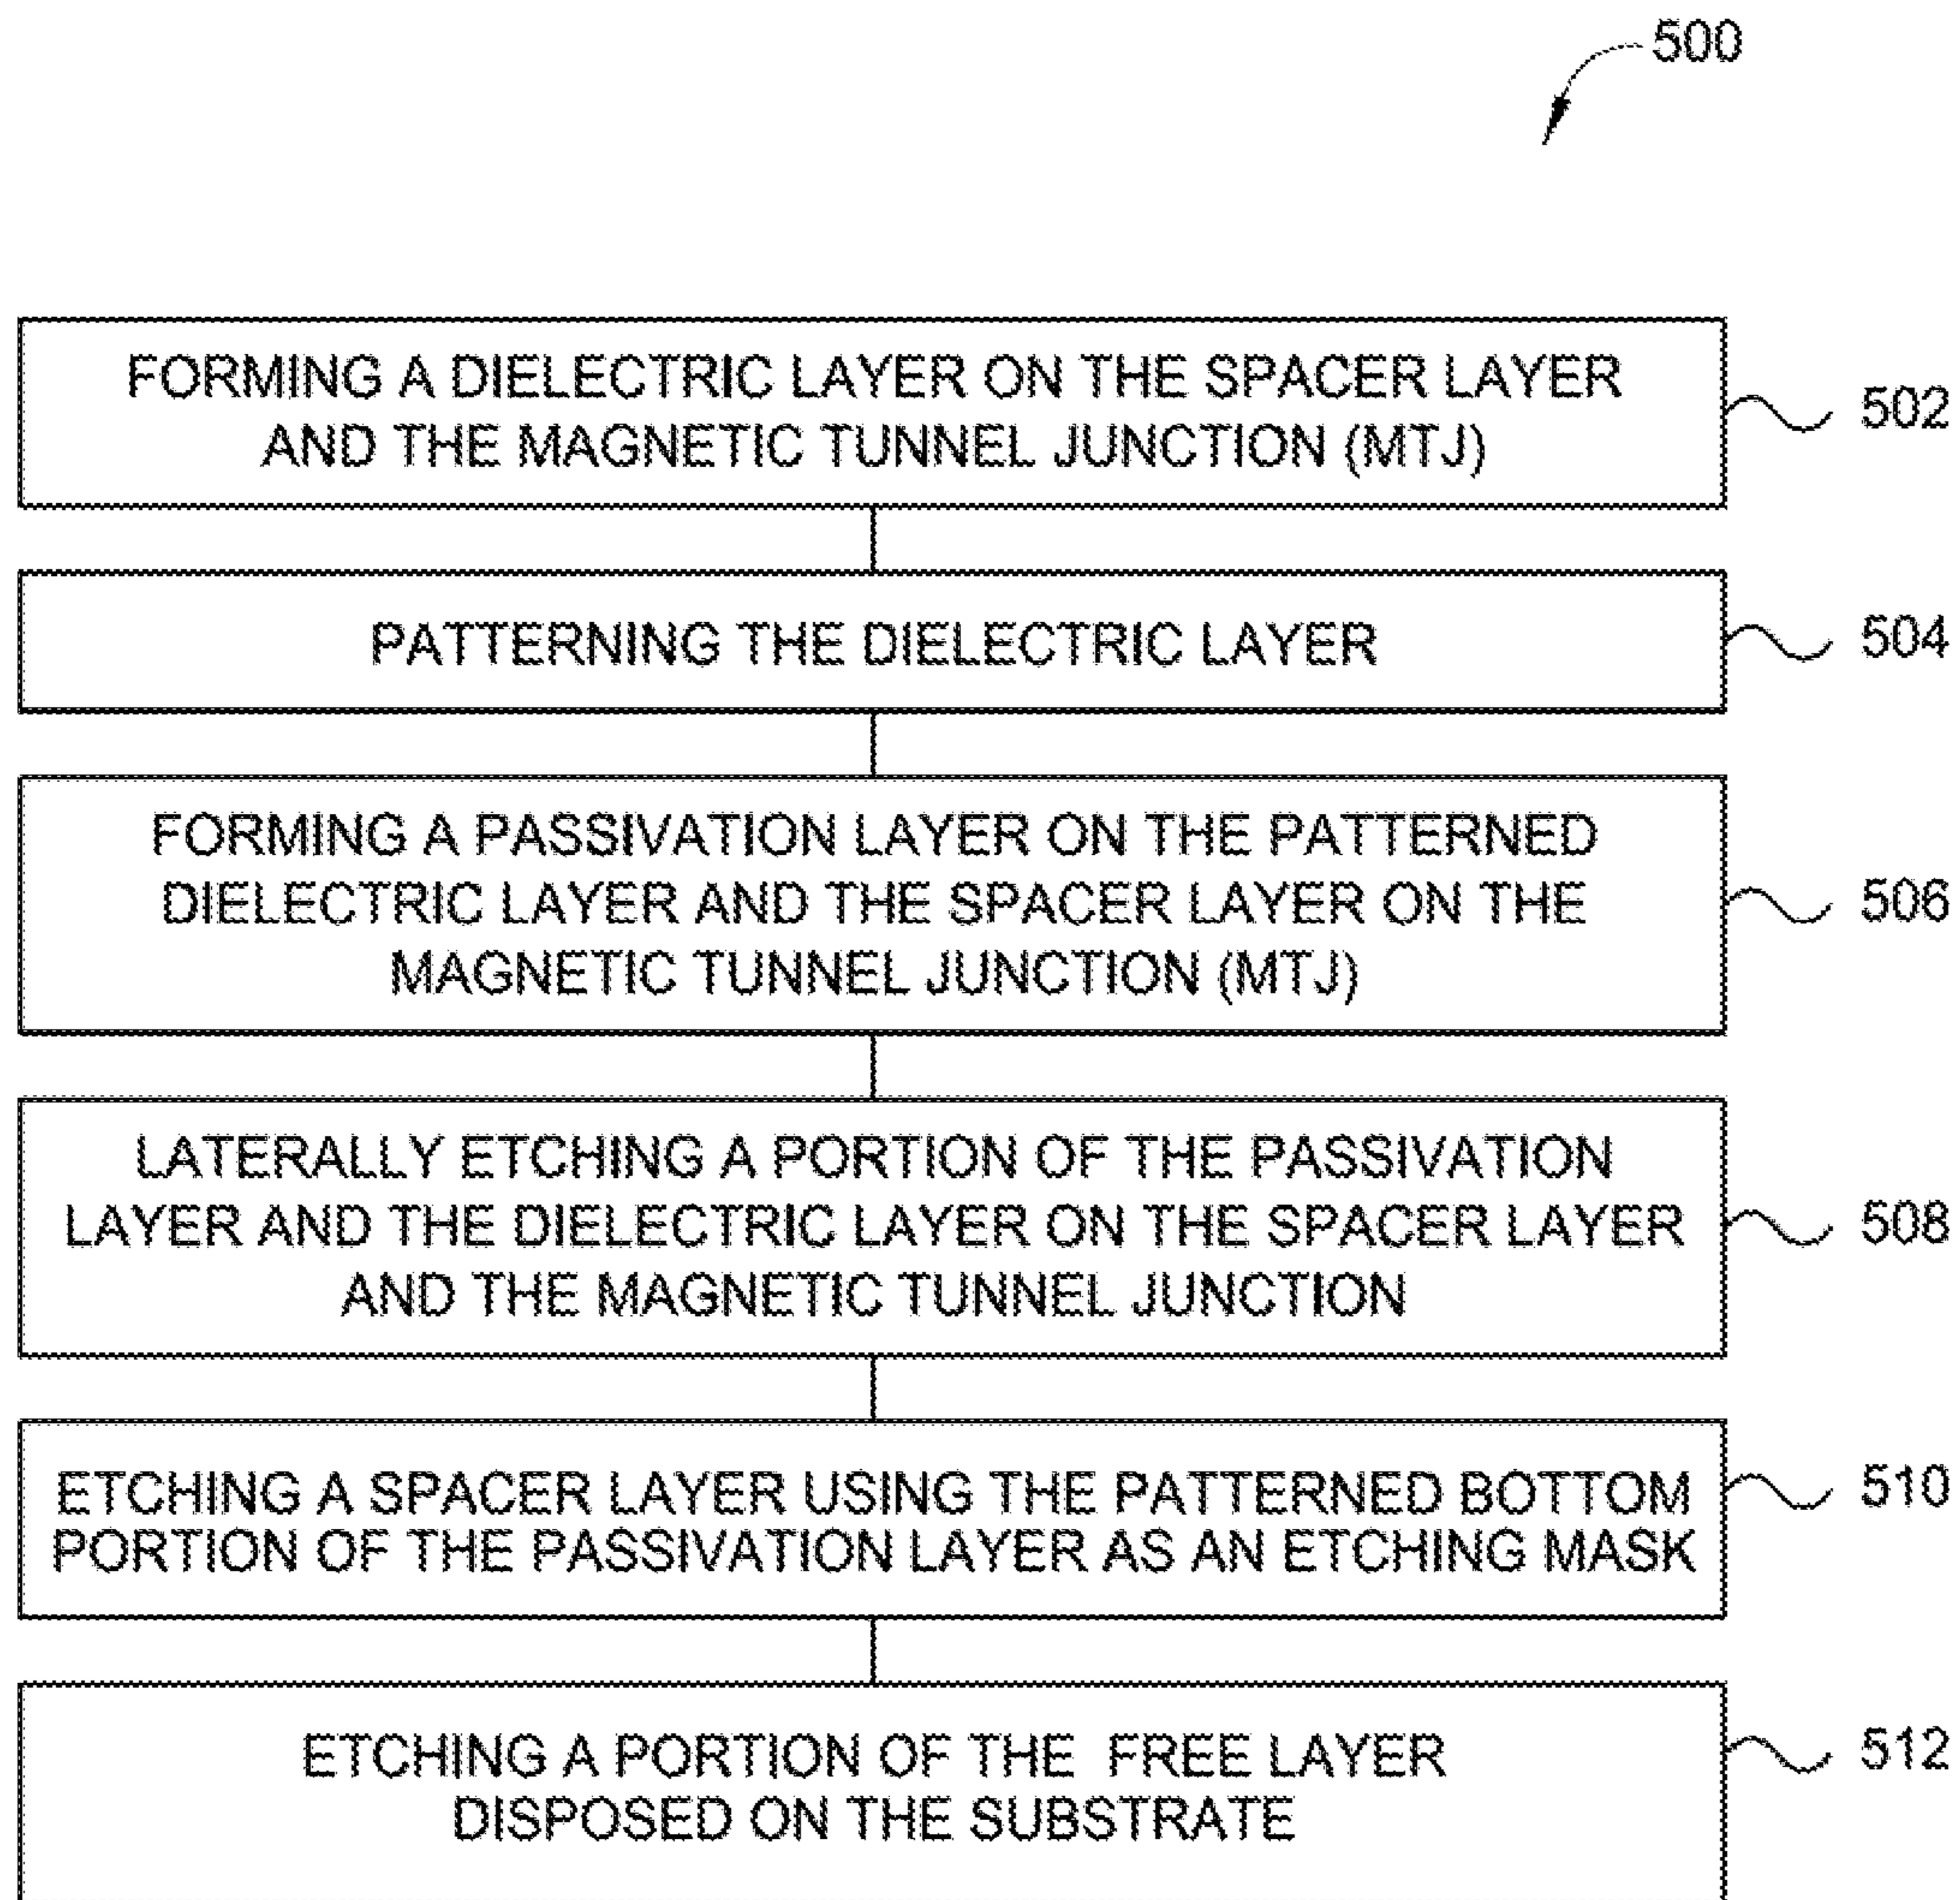 500
FORMING A DIELECTRIC LAYER ON THE SPACER LAYER
AND THE MAGNETIC TUNNEL JUNCTION (MTJ)
502
PATTERNING THE DIELECTRIC LAYER
504
FORMING A PASSIVATION LAYER ON THE PATTERNED
DIELECTRIC LAYER AND THE SPACER LAYER ON THE
MAGNETIC TUNNEL JUNCTION (MTJ)
506
LATERALLY ETCHING A PORTION OF THE PASSIVATION
LAYER AND THE DIELECTRIC LAYER ON THE SPACER LAYER
AND THE MAGNETIC TUNNEL JUNCTION
508
ETCHING A SPACER LAYER USING THE PATTERNED BOTTOM
PORTION OF THE PASSIVATION LAYER AS AN ETCHING MASK
510
ETCHING A PORTION OF THE FREE LAYER
DISPOSED ON THE SUBSTRATE
512